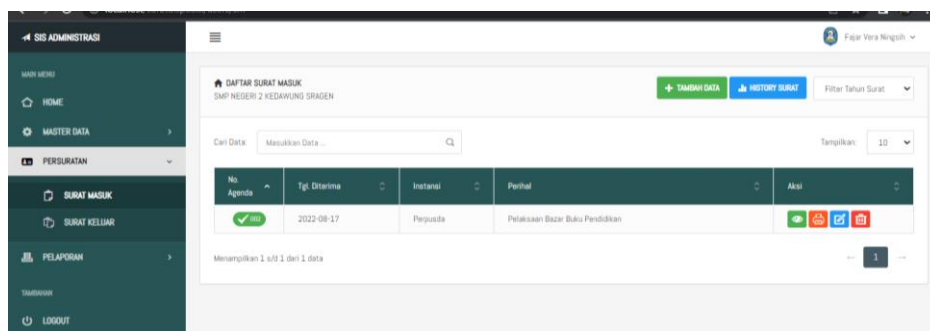 SIS ADMINISTRASI
Fajar Vera Ningsih
MAIN MENU
HOME
MASTER DATA
PERSURATAN
SURAT MASUK
SURAT KELUAR
PELAPORAN
TAMBAHAN
LOGOUT
DAFTAR SURAT MASUK
SMP NEGERI 2 KEDAWUNG SRAGEN
+ TAMBAH DATA
HISTORY SURAT
Filter Tahun Surat
Cari Data:
Masukkan Data ...
Tampilkan: 10
No. Agenda
Tgl. Diterima
Instansi
Perihal
Aksi
002
2022-08-17
Perpusda
Pelaksaan Bazar Buku Pendidikan
Menampilkan 1 s/d 1 dari 1 data
← 1 →